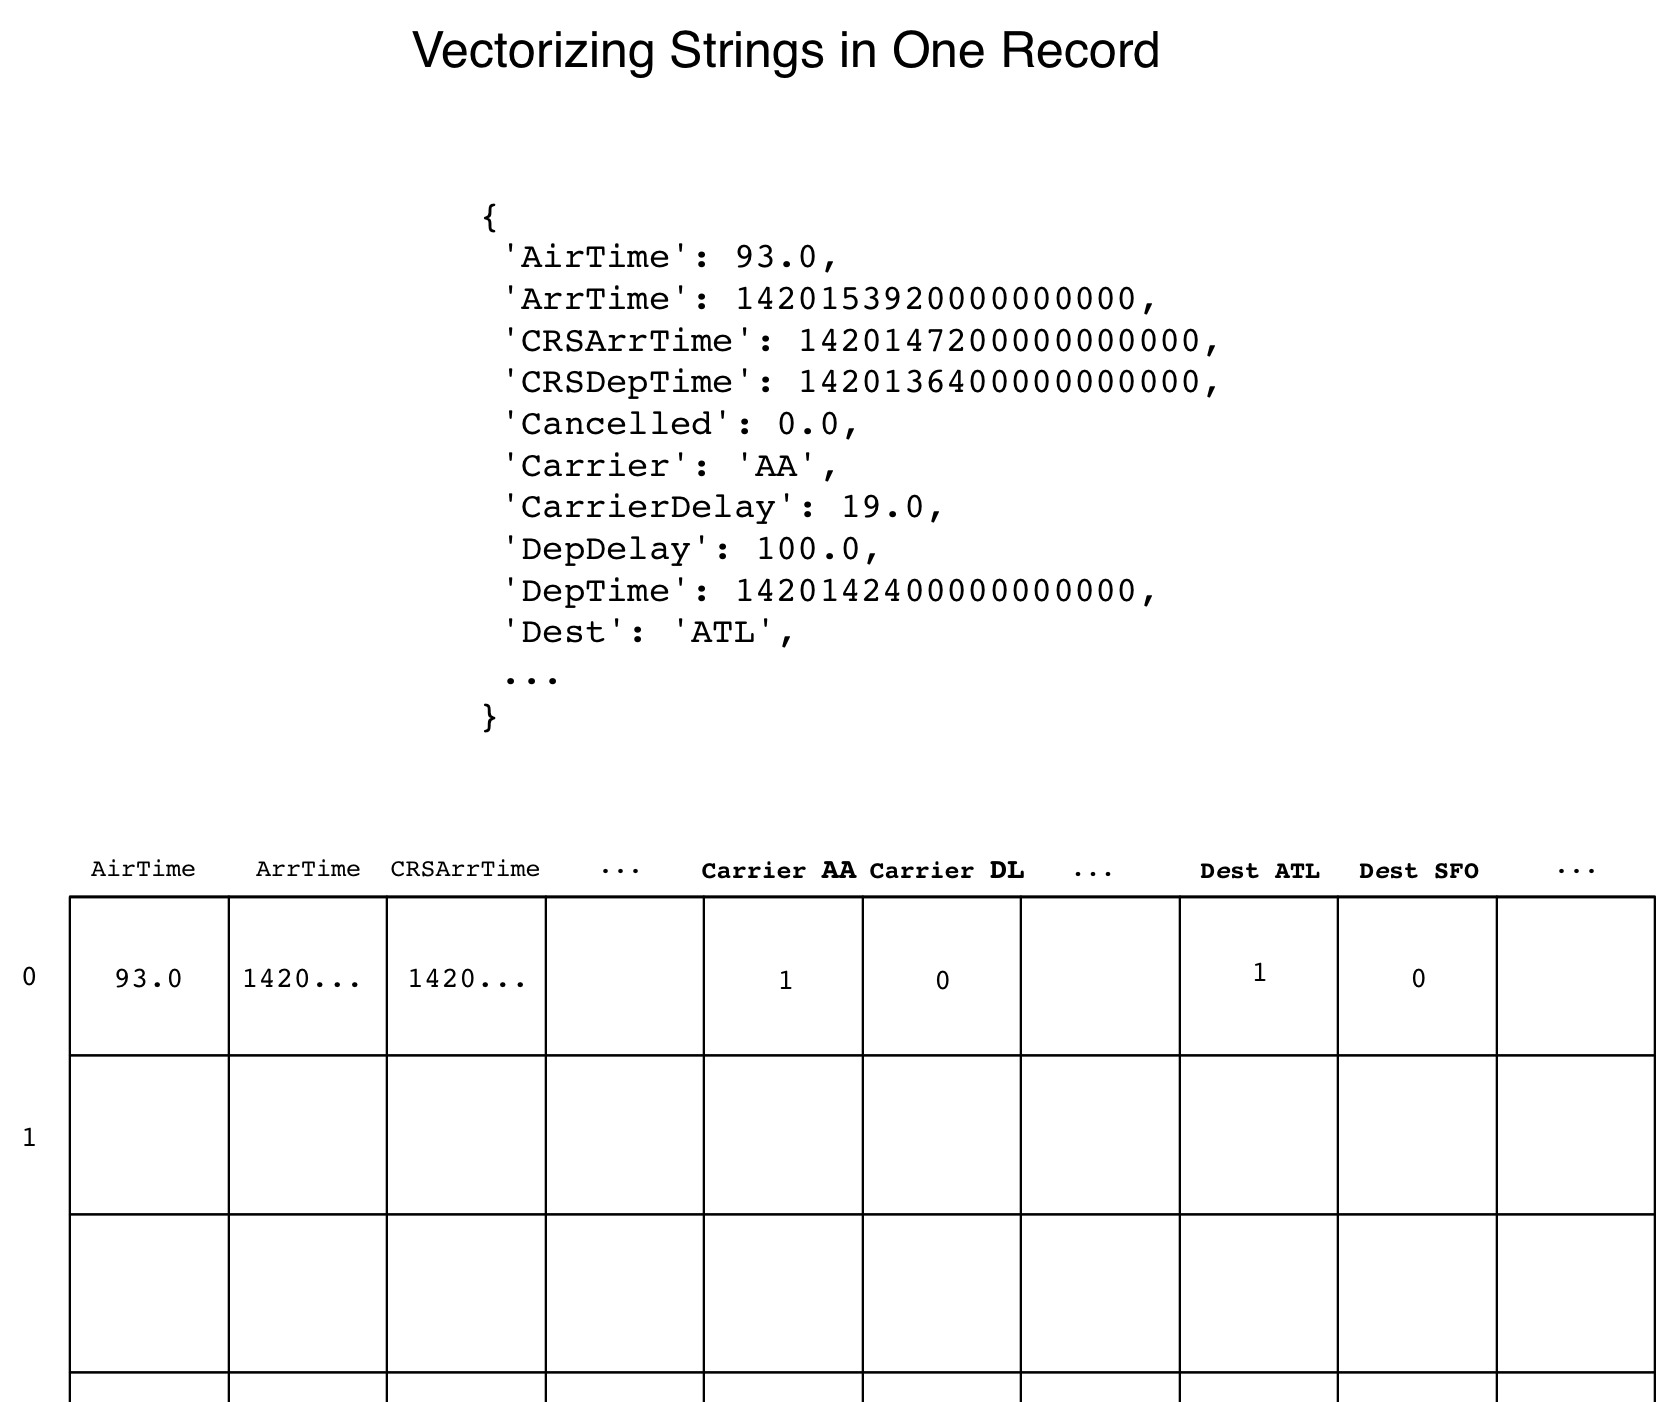 Vectorizing Strings in One Record
{
'AirTime': 93.0,
'ArrTime': 1420153920000000000,
'CRSArrTime': 1420147200000000000,
'CRSDepTime': 1420136400000000000,
'Cancelled': 0.0,
'Carrier': 'AA',
'CarrierDelay': 19.0,
'DepDelay': 100.0,
'DepTime': 1420142400000000000,
'Dest': 'ATL',
...
}
AirTime ArrTime CRSArrTime ... Carrier AA Carrier DL ... Dest ATL Dest SFO ...
0 93.0 1420... 1420... 1 0 1 0
1